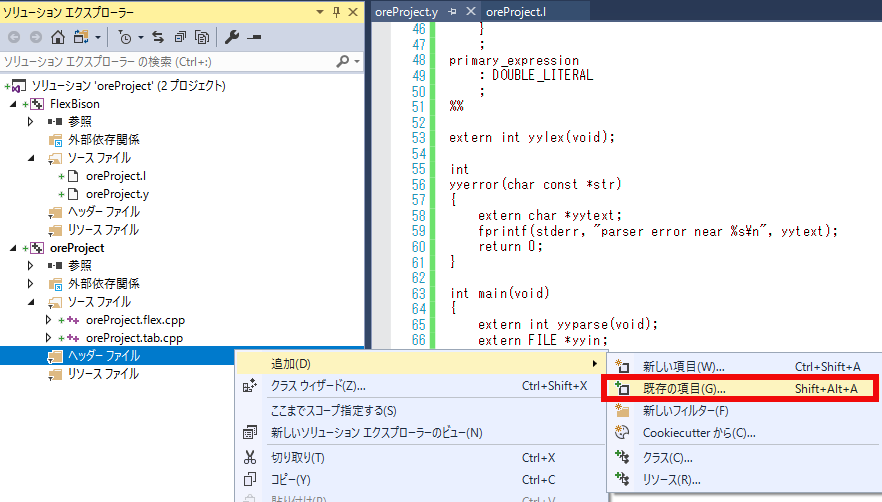 ソリューション エクスプローラー
ソリューション エクスプローラー の検索 (Ctrl+:)
ソリューション 'oreProject' (2 プロジェクト)
FlexBison
参照
外部依存関係
ソース ファイル
oreProject.l
oreProject.y
ヘッダー ファイル
リソース ファイル
oreProject
参照
外部依存関係
ソース ファイル
oreProject.flex.cpp
oreProject.tab.cpp
ヘッダー ファイル
リソース ファイル
oreProject.y oreProject.l
46 }
47 ;
48 primary_expression
49 : DOUBLE_LITERAL
50 ;
51 %%
52
53 extern int yylex(void);
54
55 int
56 yyerror(char const *str)
57 {
58 extern char *yytext;
59 fprintf(stderr, "parser error near %s¥n", yytext);
60 return 0;
61 }
62
63 int main(void)
64 {
65 extern int yyparse(void);
66 extern FILE *yyin;
追加(D)
クラス ウィザード(Z)... Ctrl+Shift+X
ここまでスコープ指定する(S)
新しいソリューション エクスプローラーのビュー(N)
切り取り(T) Ctrl+X
コピー(Y) Ctrl+C
貼り付け(P) Ctrl+V
新しい項目(W)... Ctrl+Shift+A
既存の項目(G)... Shift+Alt+A
新しいフィルター(F)
Cookiecutter から(C)...
クラス(C)...
リソース(R)...